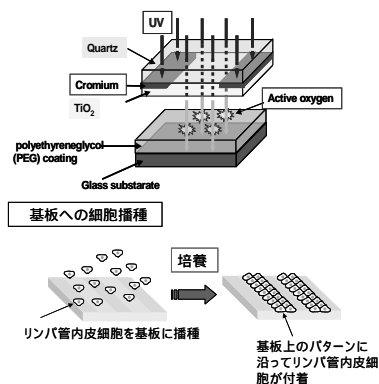 UV
Quartz
Cromium
TiO2
Active oxygen
polyethyreneglycol
(PEG) coating
Glass substarate
基板への細胞播種
培養
リンパ管内皮細胞を基板に播種
基板上のパターンに
沿ってリンパ管内皮細
胞が付着